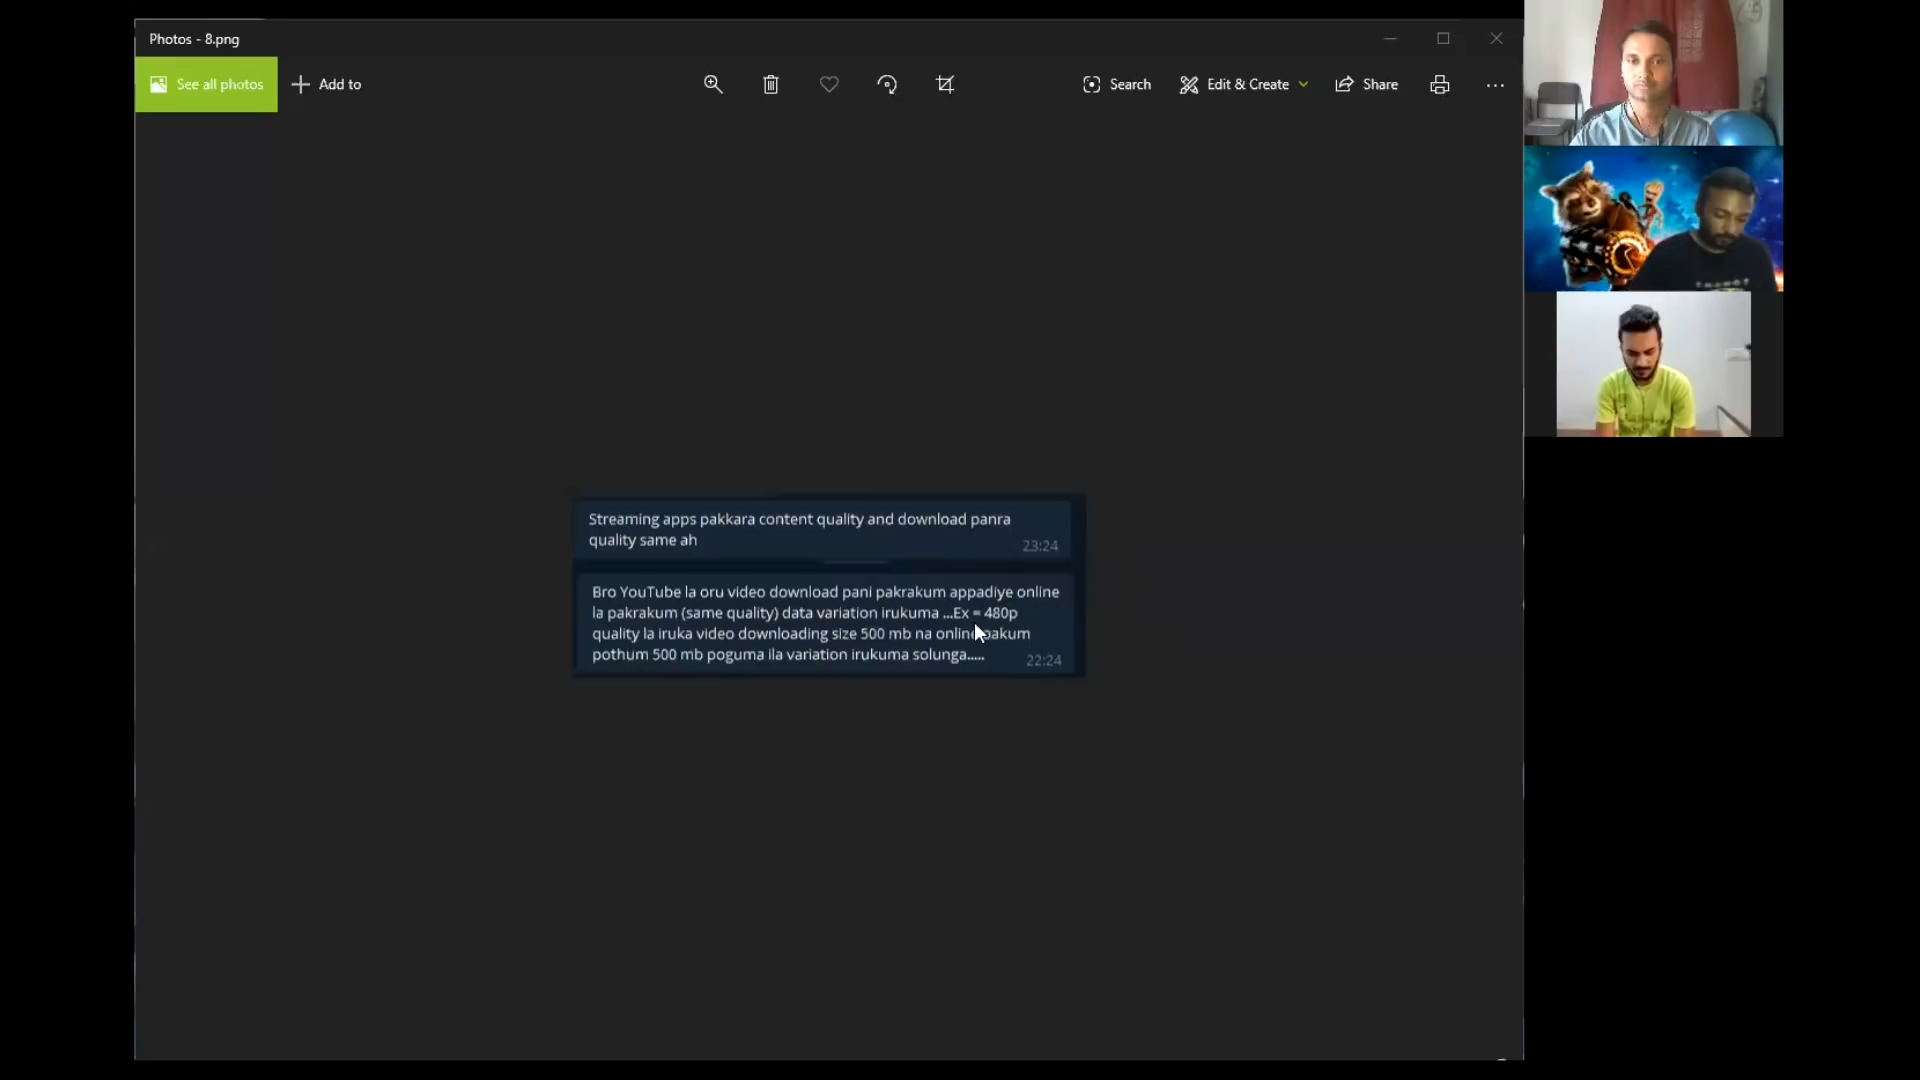 Photos - 8.png
See all photos
Add to
Search
Edit & Create
Share
Streaming apps pakkara content quality and download panra
quality same ah
23:24
Bro YouTube la oru video download pani pakrakum appadiye online
la pakrakum (same quality) data variation irukuma ...Ex = 480p
quality la iruka video downloading size 500 mb na online pakum
pothum 500 mb poguma ila variation irukuma solunga.....
22:24